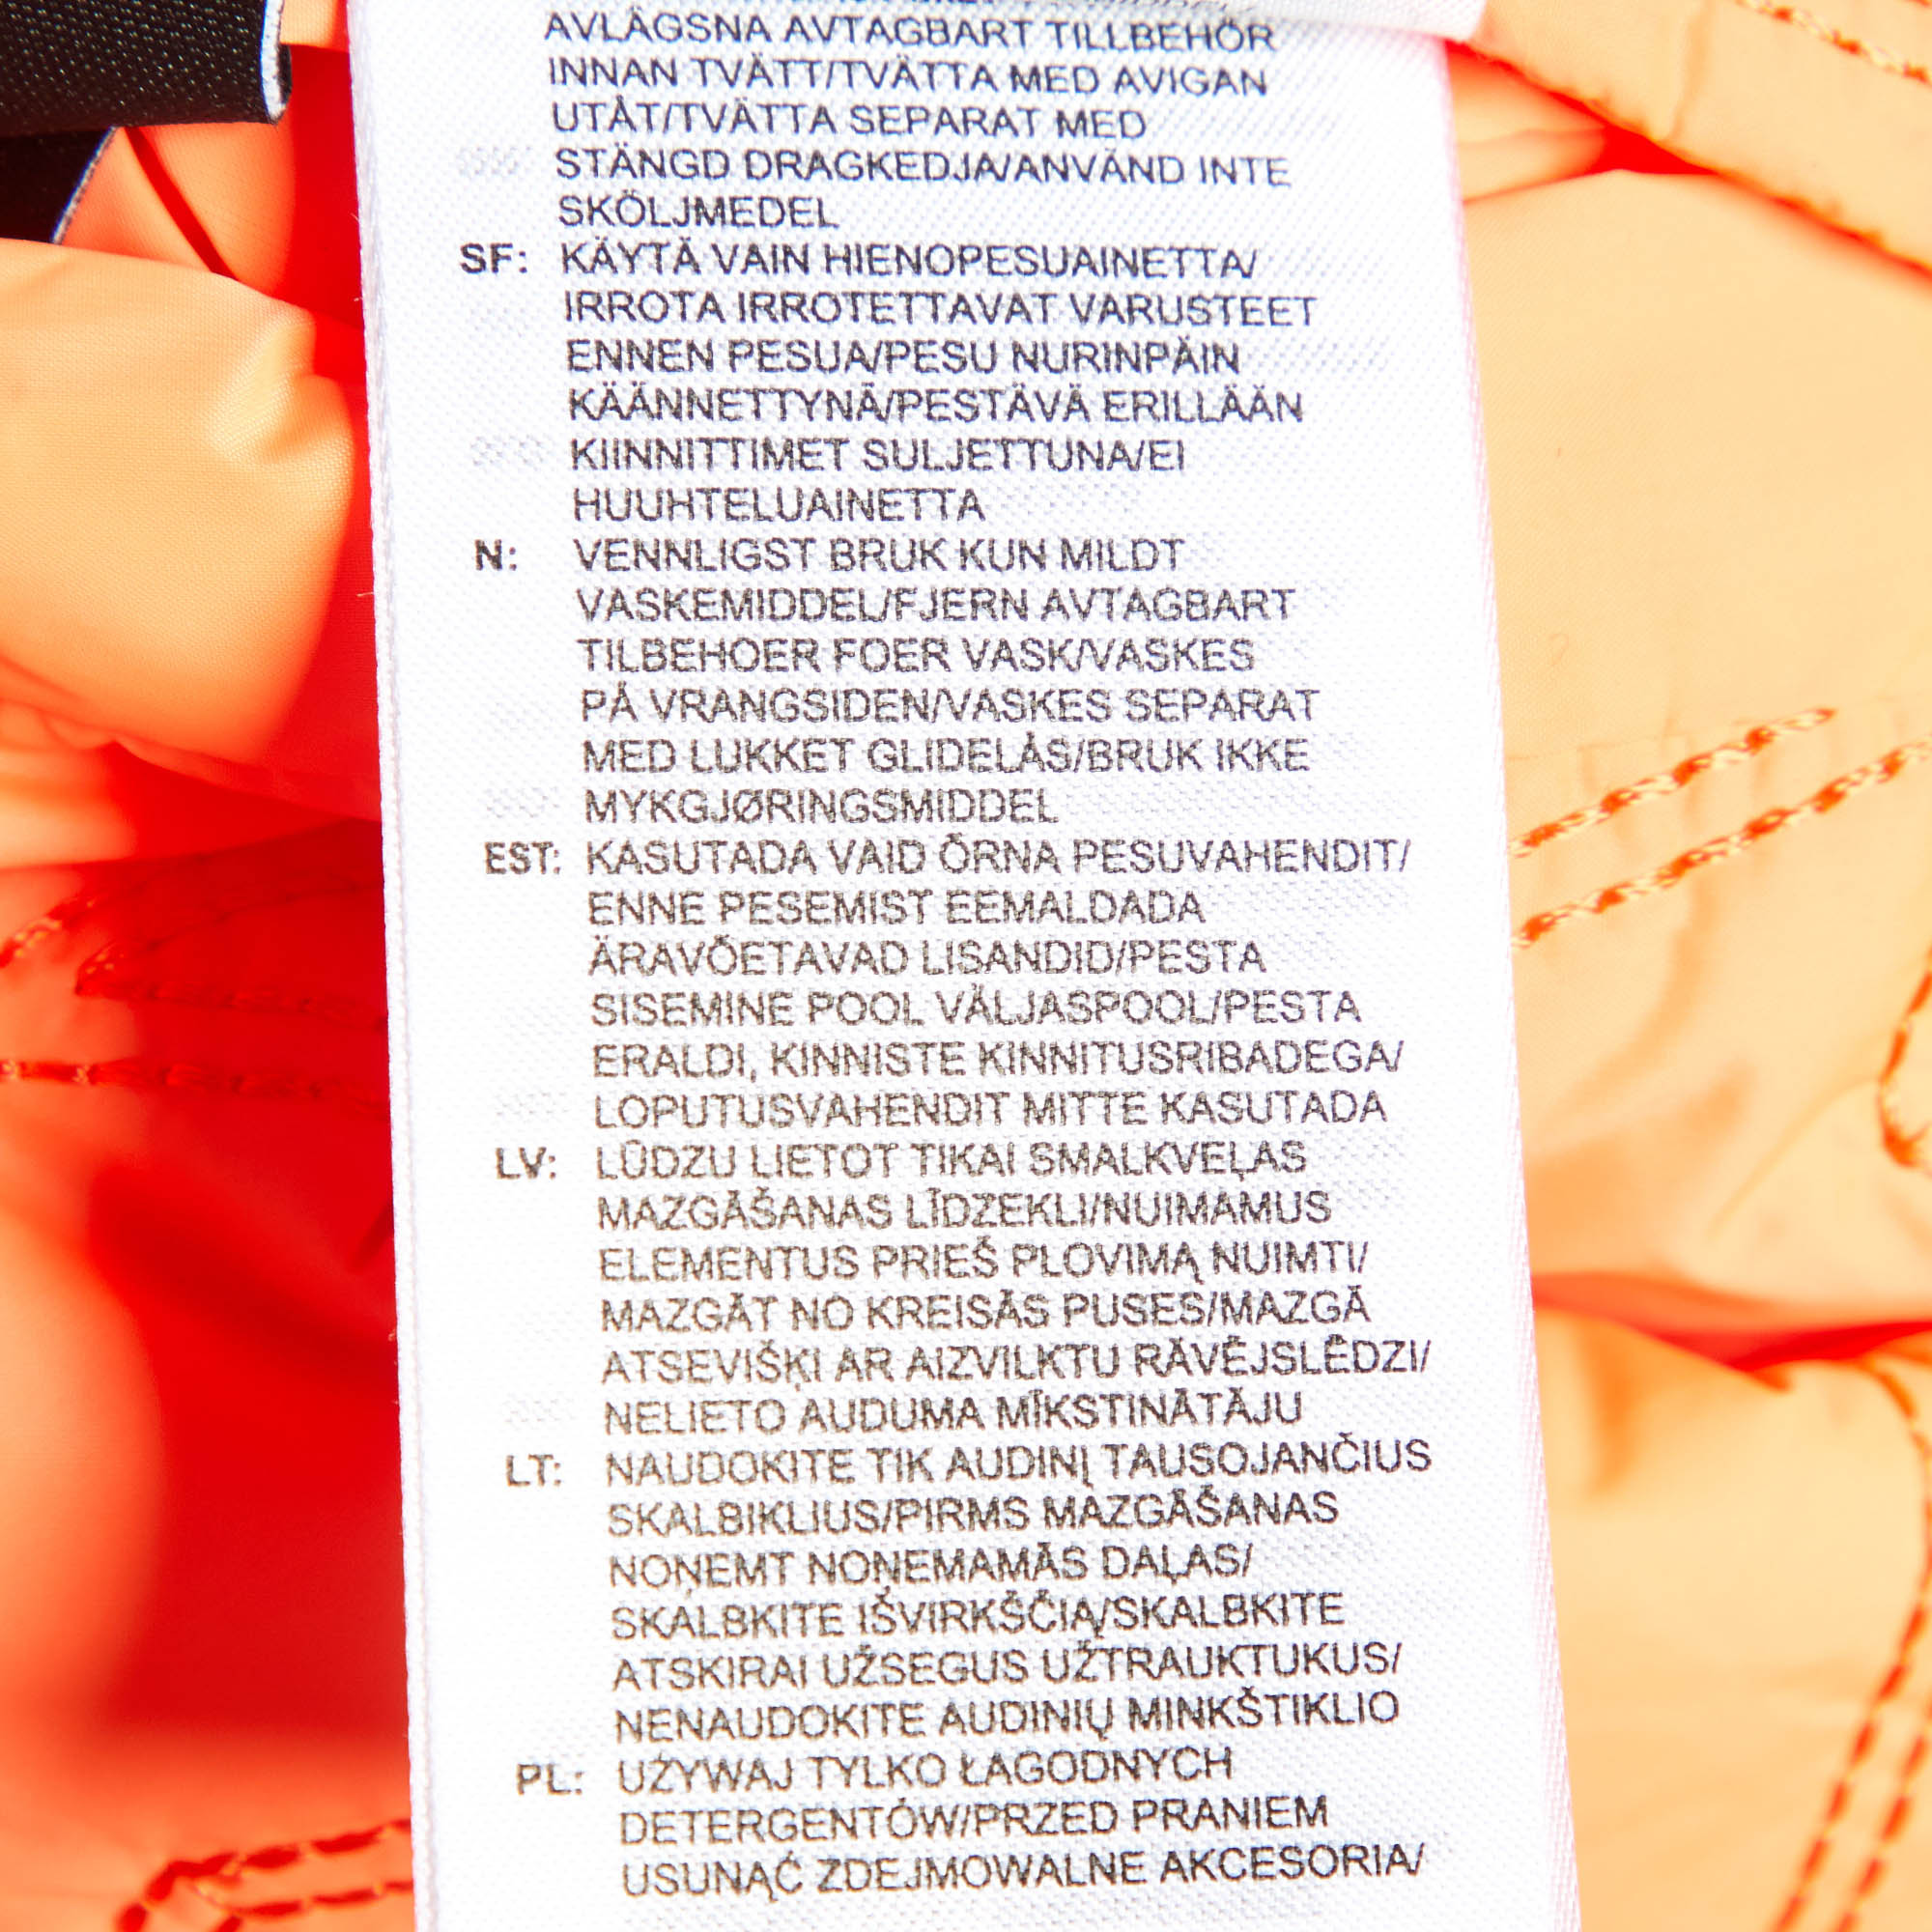 AVLÄGSNA AVTAGBART TILLBEHÖR
INNAN TVÄTT/TVÄTTA MED AVIGAN
UTÅT/TVÄTTA SEPARAT MED
STÄNGD DRAGKEDJA/ANVÄND INTE
SKÖLJMEDEL
SF: KÄYTÄ VAIN HIENOPESUAINETTA/
IRROTA IRROTETTAVAT VARUSTEET
ENNEN PESUA/PESU NURINPÄIN
KÄÄNNETTYNÄ/PESTÄVÄ ERILLÄÄN
KIINNITTIMET SULJETTUNA/EI
HUUHTELUAINETTA
N: VENNLIGST BRUK KUN MILDT
VASKEMIDDEL/FJERN AVTAGBART
TILBEHOER FOER VASK/VASKES
PÅ VRANGSIDEN/VASKES SEPARAT
MED LUKKET GLIDELÅS/BRUK IKKE
MYKGJØRINGSMIDDEL
EST: KASUTADA VAID ÕRNA PESUVAHENDIT/
ENNE PESEMIST EEMALDADA
ÄRAVÕETAVAD LISANDID/PESTA
SISEMINE POOL VÄLJASPOOL/PESTA
ERALDI, KINNISTE KINNITUSRIBADEGA/
LOPUTUSVAHENDIT MITTE KASUTADA
LV: LŪDZU LIETOT TIKAI SMALKVEĻAS
MAZGĀŠANAS LĪDZEKLI/NUIMAMUS
ELEMENTUS PRIEŠ PLOVIMĄ NUIMTI/
MAZGĀT NO KREISĀS PUSES/MAZGĀ
ATSEVIŠĶI AR AIZVILKTU RĀVĒJSLĒDZI/
NELIETO AUDUMA MĪKSTINĀTĀJU
LT: NAUDOKITE TIK AUDINĮ TAUSOJANČIUS
SKALBIKLIUS/PIRMS MAZGĀŠANAS
NOŅEMT NOŅEMAMĀS DAĻAS/
SKALBKITE IŠVIRKŠČIĄ/SKALBKITE
ATSKIRAI UŽSEGUS UŽTRAUKTUKUS/
NENAUDOKITE AUDINIŲ MINKŠTIKLIO
PL: UŻYWAJ TYLKO ŁAGODNYCH
DETERGENTÓW/PRZED PRANIEM
USUNĄĆ ZDEJMOWALNE AKCESORIA/